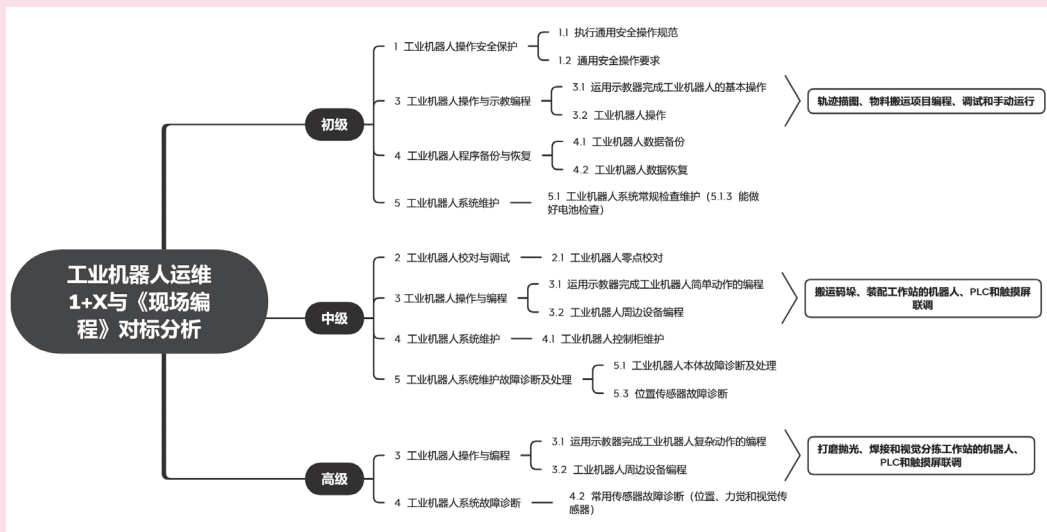 工业机器人运维
1+X与《现场编
程》对标分析
初级
1 工业机器人操作安全保护
1.1 执行通用安全操作规范
1.2 通用安全操作要求
3 工业机器人操作与示教编程
3.1 运用示教器完成工业机器人的基本操作
3.2 工业机器人操作
轨迹描图、物料搬运项目编程、调试和手动运行
4 工业机器人程序备份与恢复
4.1 工业机器人数据备份
4.2 工业机器人数据恢复
5 工业机器人系统维护
5.1 工业机器人系统常规检查维护（5.1.3 能做
好电池检查）
中级
2 工业机器人校对与调试
2.1 工业机器人零点校对
3工业机器人操作与编程
3.1 运用示教器完成工业机器人简单动作的编程
3.2 工业机器人周边设备编程
搬运码垛、装配工作站的机器人、PLC和触摸屏
联调
4 工业机器人系统维护
4.1 工业机器人控制柜维护
5 工业机器人系统维护故障诊断及处理
5.1 工业机器人本体故障诊断及处理
5.3 位置传感器故障诊断
高级
3 工业机器人操作与编程
3.1 运用示教器完成工业机器人复杂动作的编程
3.2 工业机器人周边设备编程
打磨抛光、焊接和视觉分拣工作站的机器人、
PLC和触摸屏联调
4 工业机器人系统故障诊断
4.2 常用传感器故障诊断（位置、力觉和视觉传
感器）